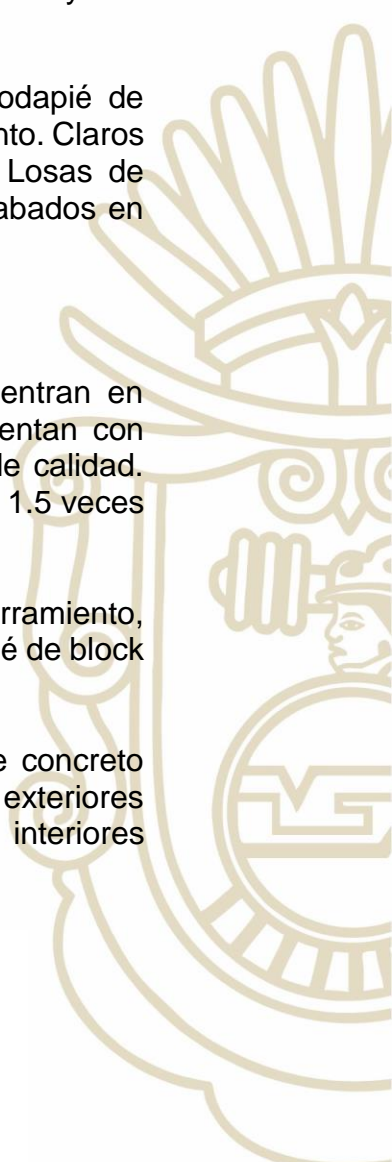 odapié de
nto. Claros
Losas de
abados en
entran en
entan con
le calidad.
1.5 veces
rramiento,
é de block
e concreto
exteriores
interiores